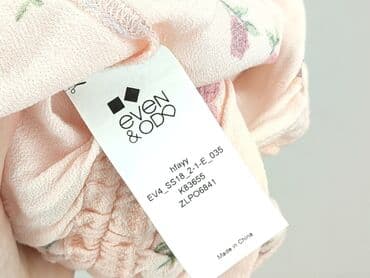 even
& ODD
hfayy
EV4_SS18_2-1-E_035
K83655
ZLPO6841
Made in China